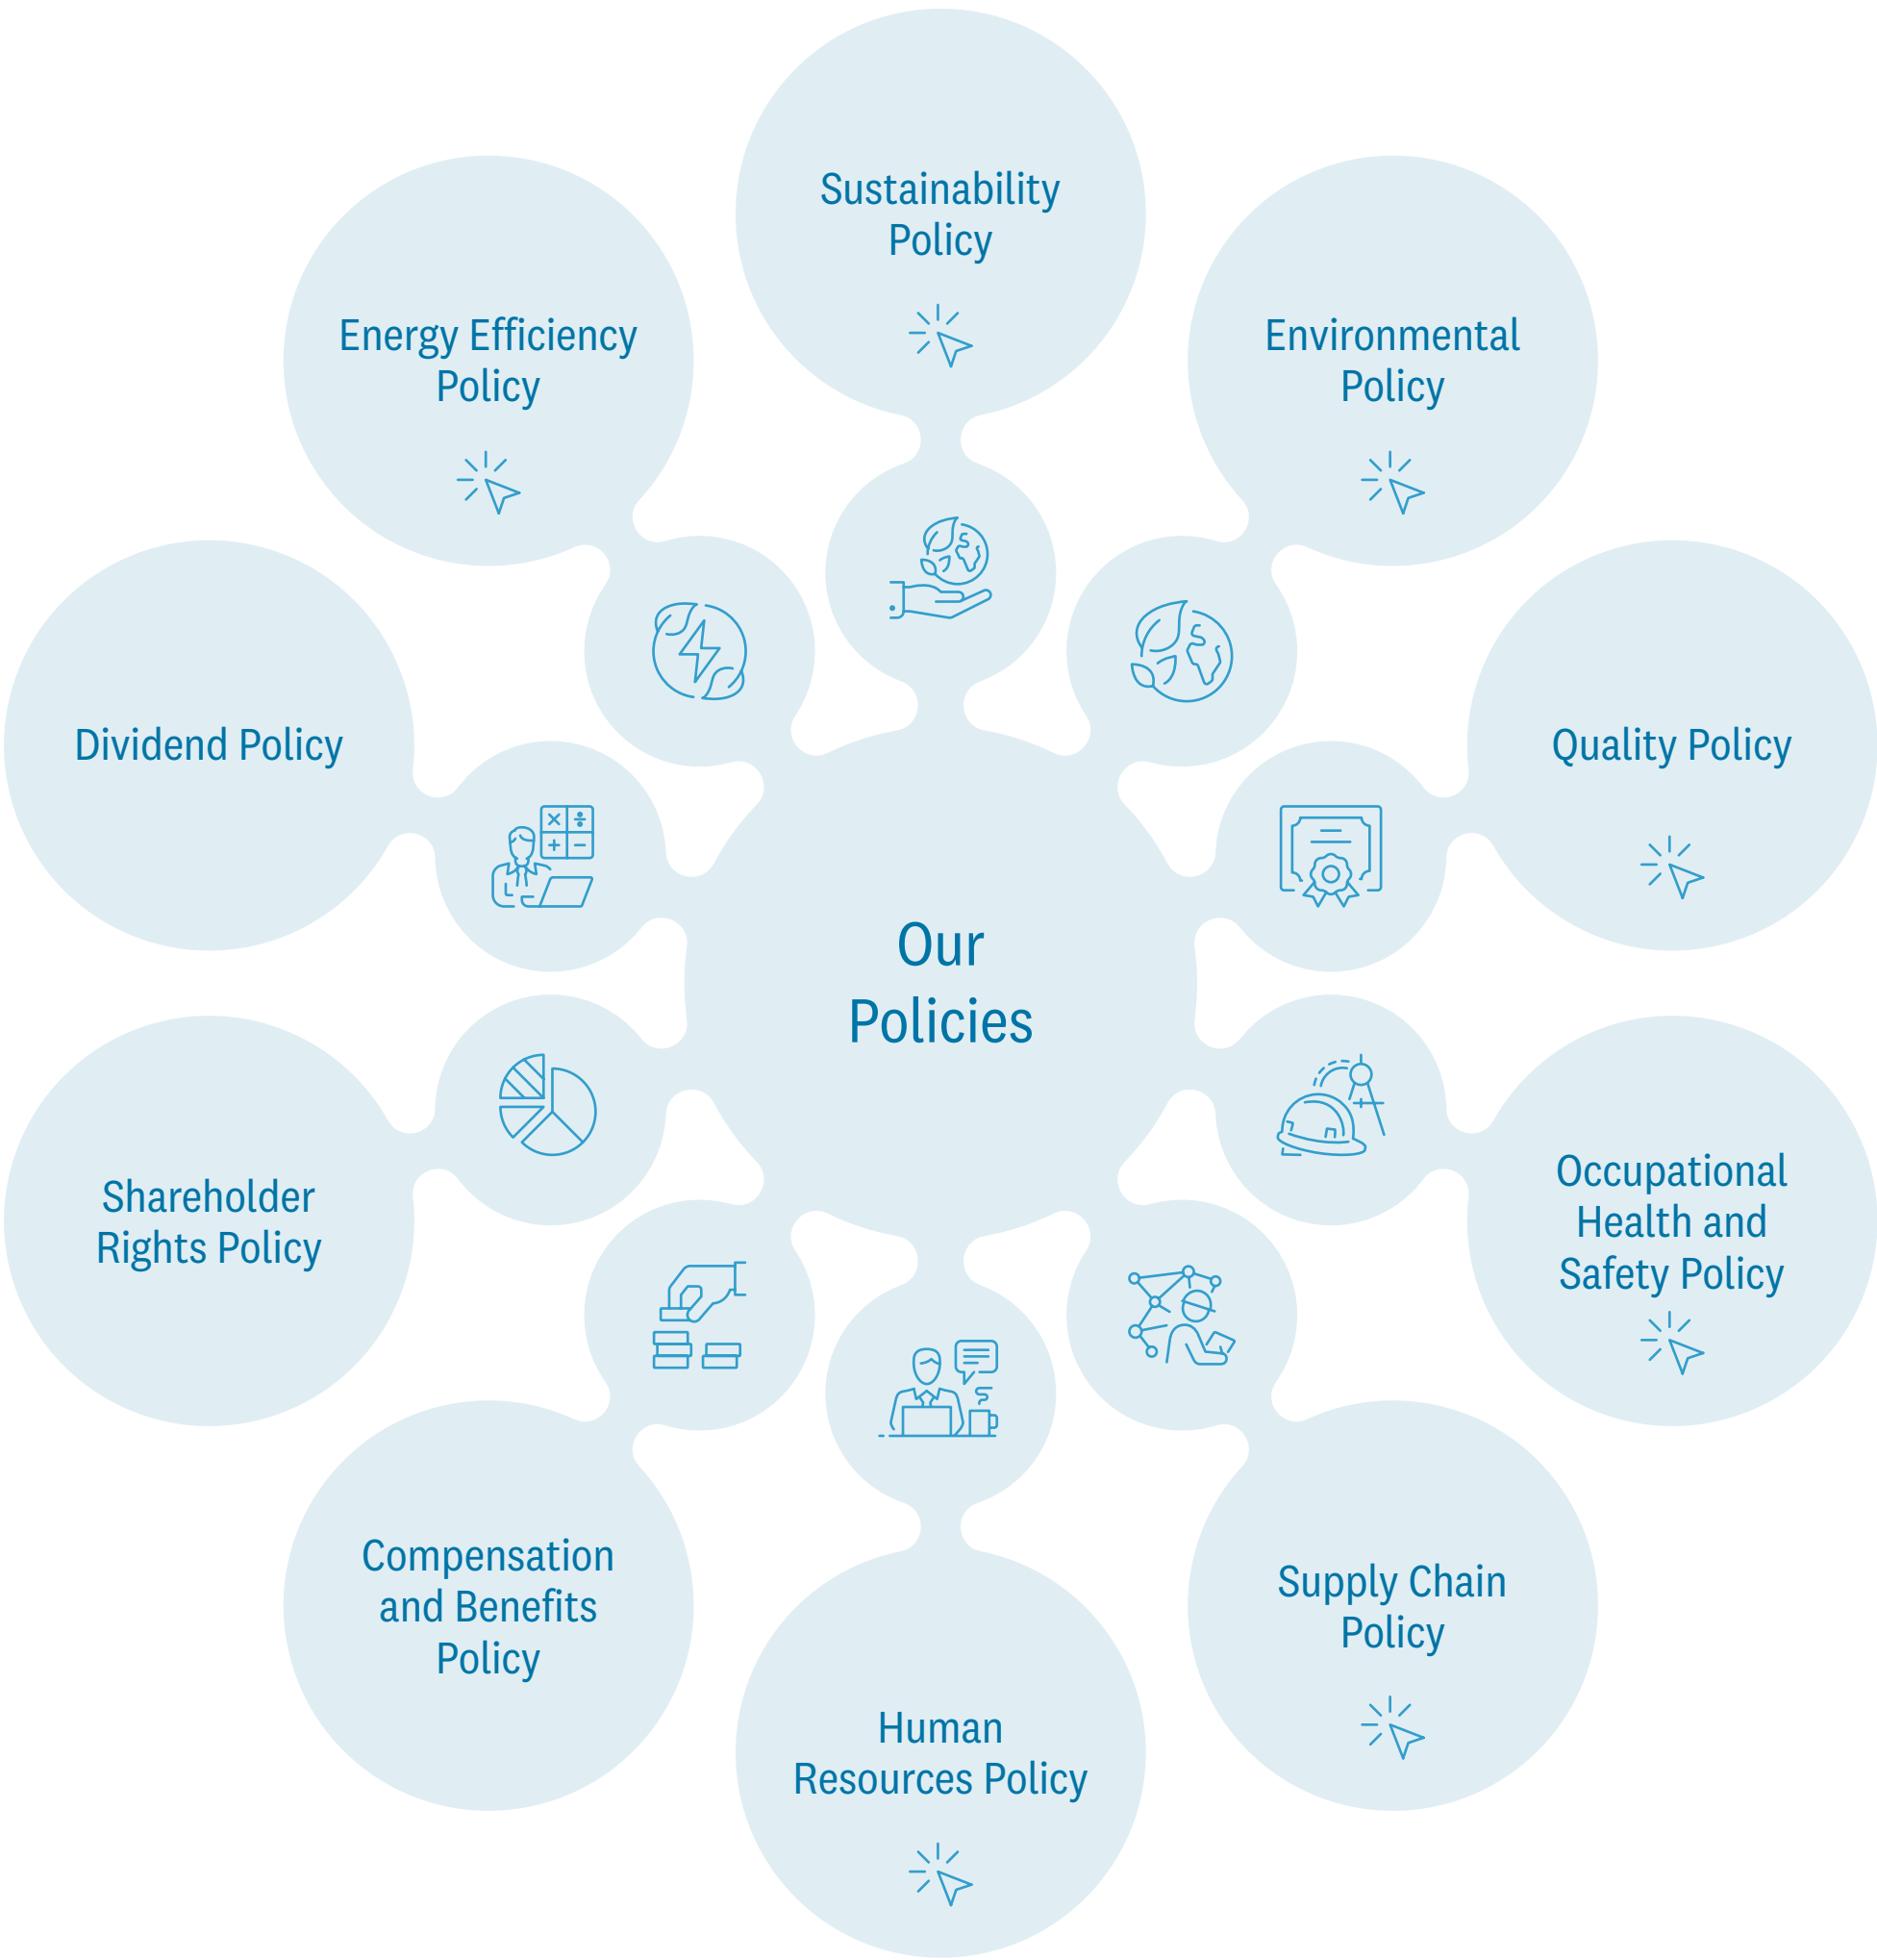 Sustainability
Policy
Environmental
Policy
Quality Policy
Occupational
Health and
Safety Policy
Supply Chain
Policy
Human
Resources Policy
Compensation
and Benefits
Policy
Shareholder
Rights Policy
Dividend Policy
Energy Efficiency
Policy
Our
Policies